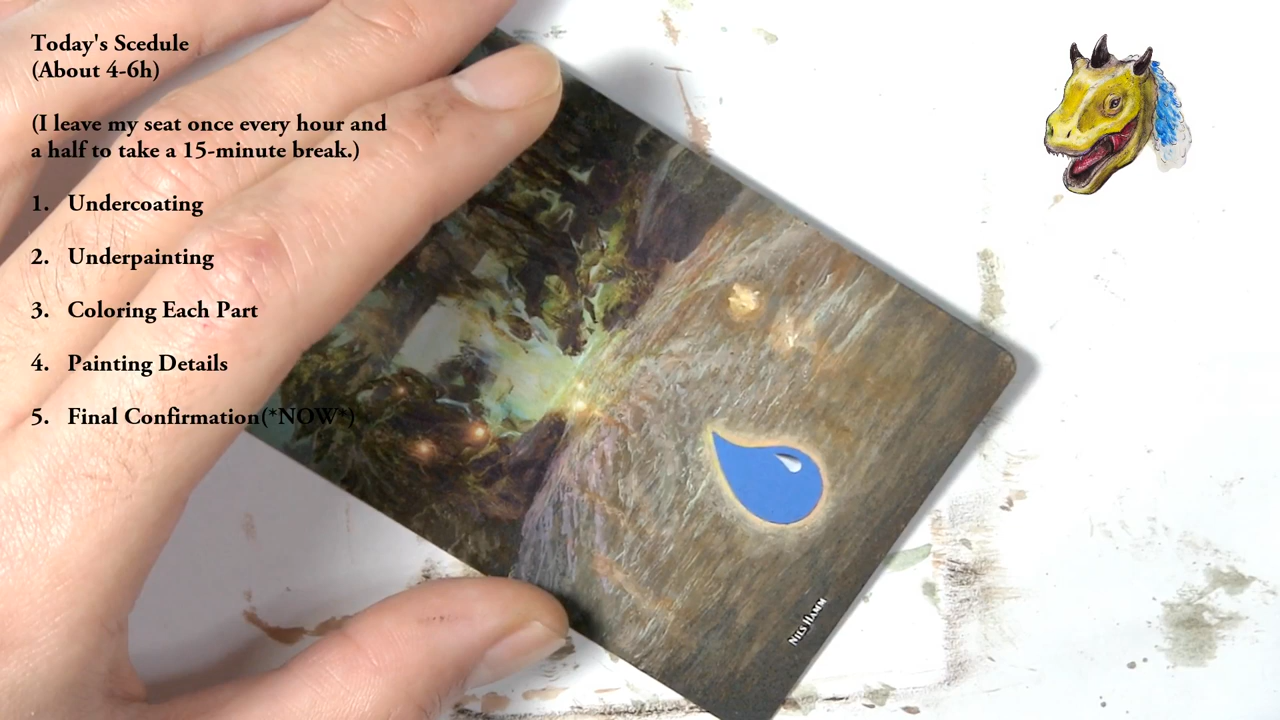 Today's Scedule
(About 4-6h)
(I leave my seat once every hour and
a half to take a 15-minute break.)
1. Undercoating
2. Underpainting
3. Coloring Each Part
4. Painting Details
5. Final Confirmation(*NOW*)
Nils Hamm